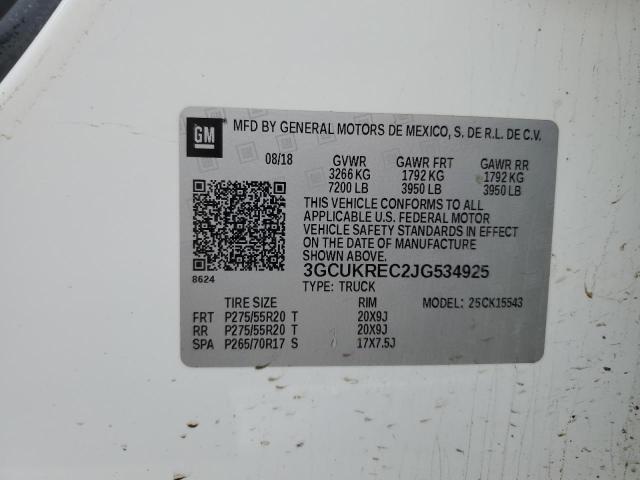 GM MFD BY GENERAL MOTORS DE MEXICO, S. DE R.L. DE C.V.
08/18 GVWR GAWR FRT GAWR RR
3266 KG 1792 KG 1792 KG
7200 LB 3950 LB 3950 LB
THIS VEHICLE CONFORMS TO ALL
APPLICABLE U.S. FEDERAL MOTOR
VEHICLE SAFETY STANDARDS IN EFFECT
ON THE DATE OF MANUFACTURE
SHOWN ABOVE.
8624 3GCUKREC2JG534925
TYPE: TRUCK
TIRE SIZE RIM MODEL: 25CK15543
FRT P275/55R20 T 20X9J
RR P275/55R20 T 20X9J
SPA P265/70R17 S 17X7.5J